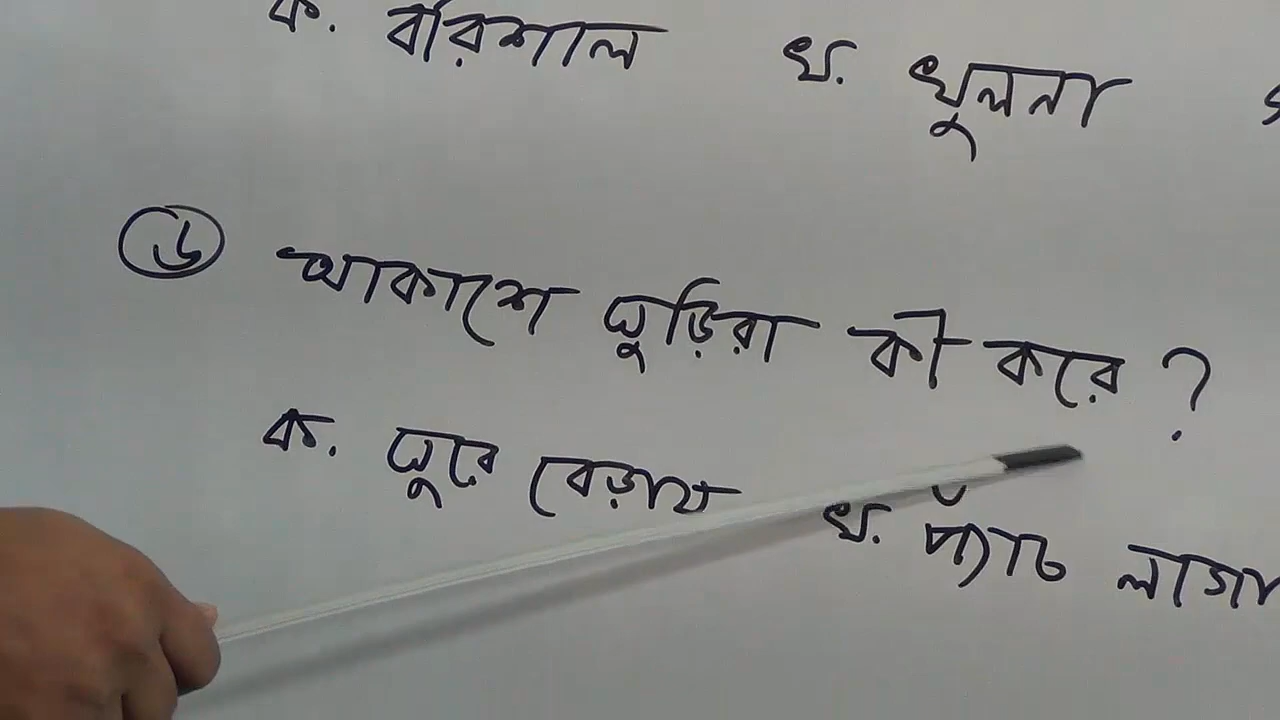 ক. বরিশাল খ. খুলনা
৬ আকাশে ঘুড়িরা কী করে ?
ক. ঘুরে বেড়ায় খ. প্যাঁচ লাগা